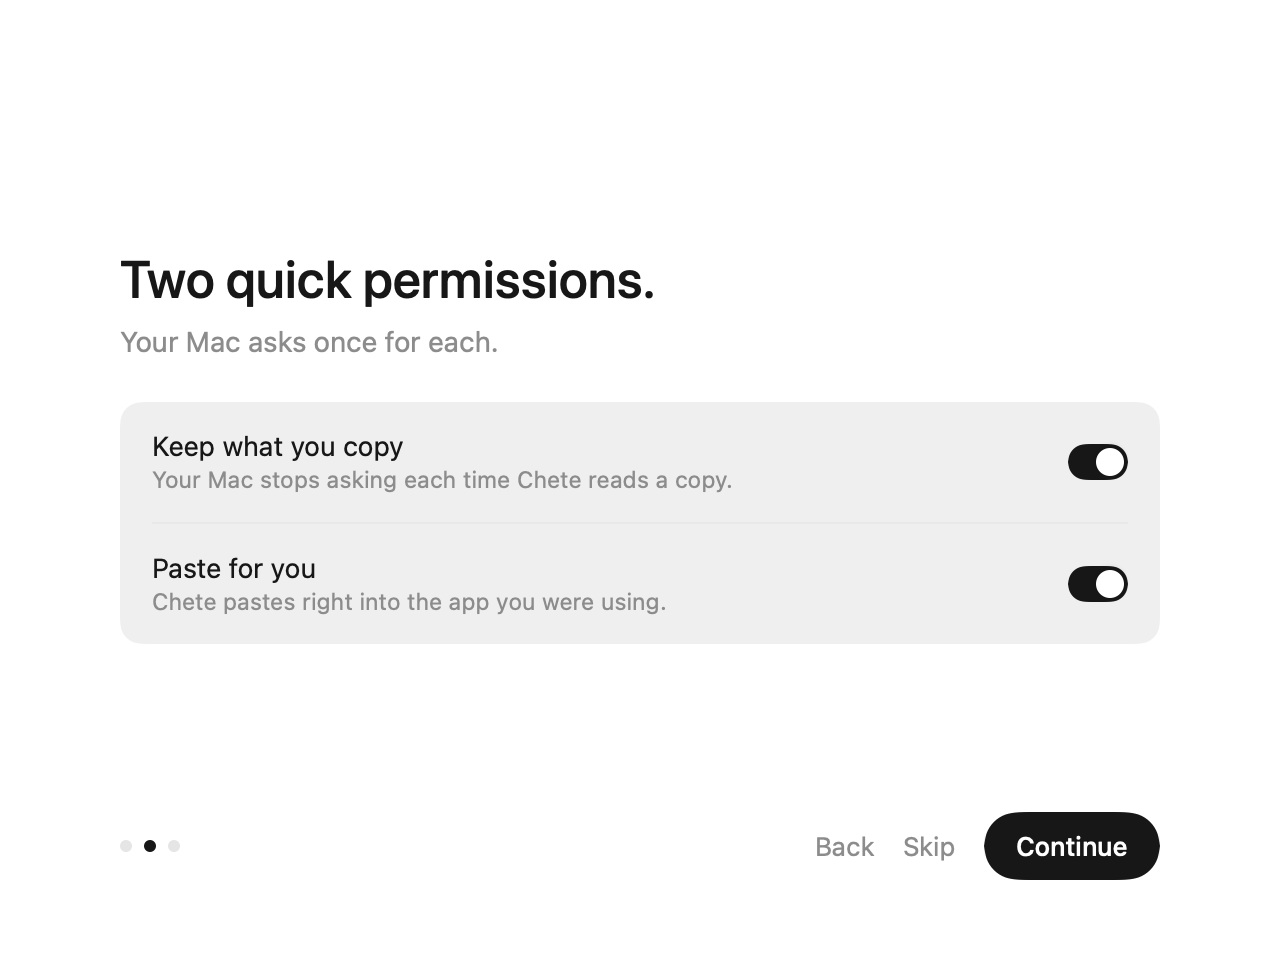 Two quick permissions.
Your Mac asks once for each.
Keep what you copy
Your Mac stops asking each time Chete reads a copy.
Paste for you
Chete pastes right into the app you were using.
Back Skip Continue